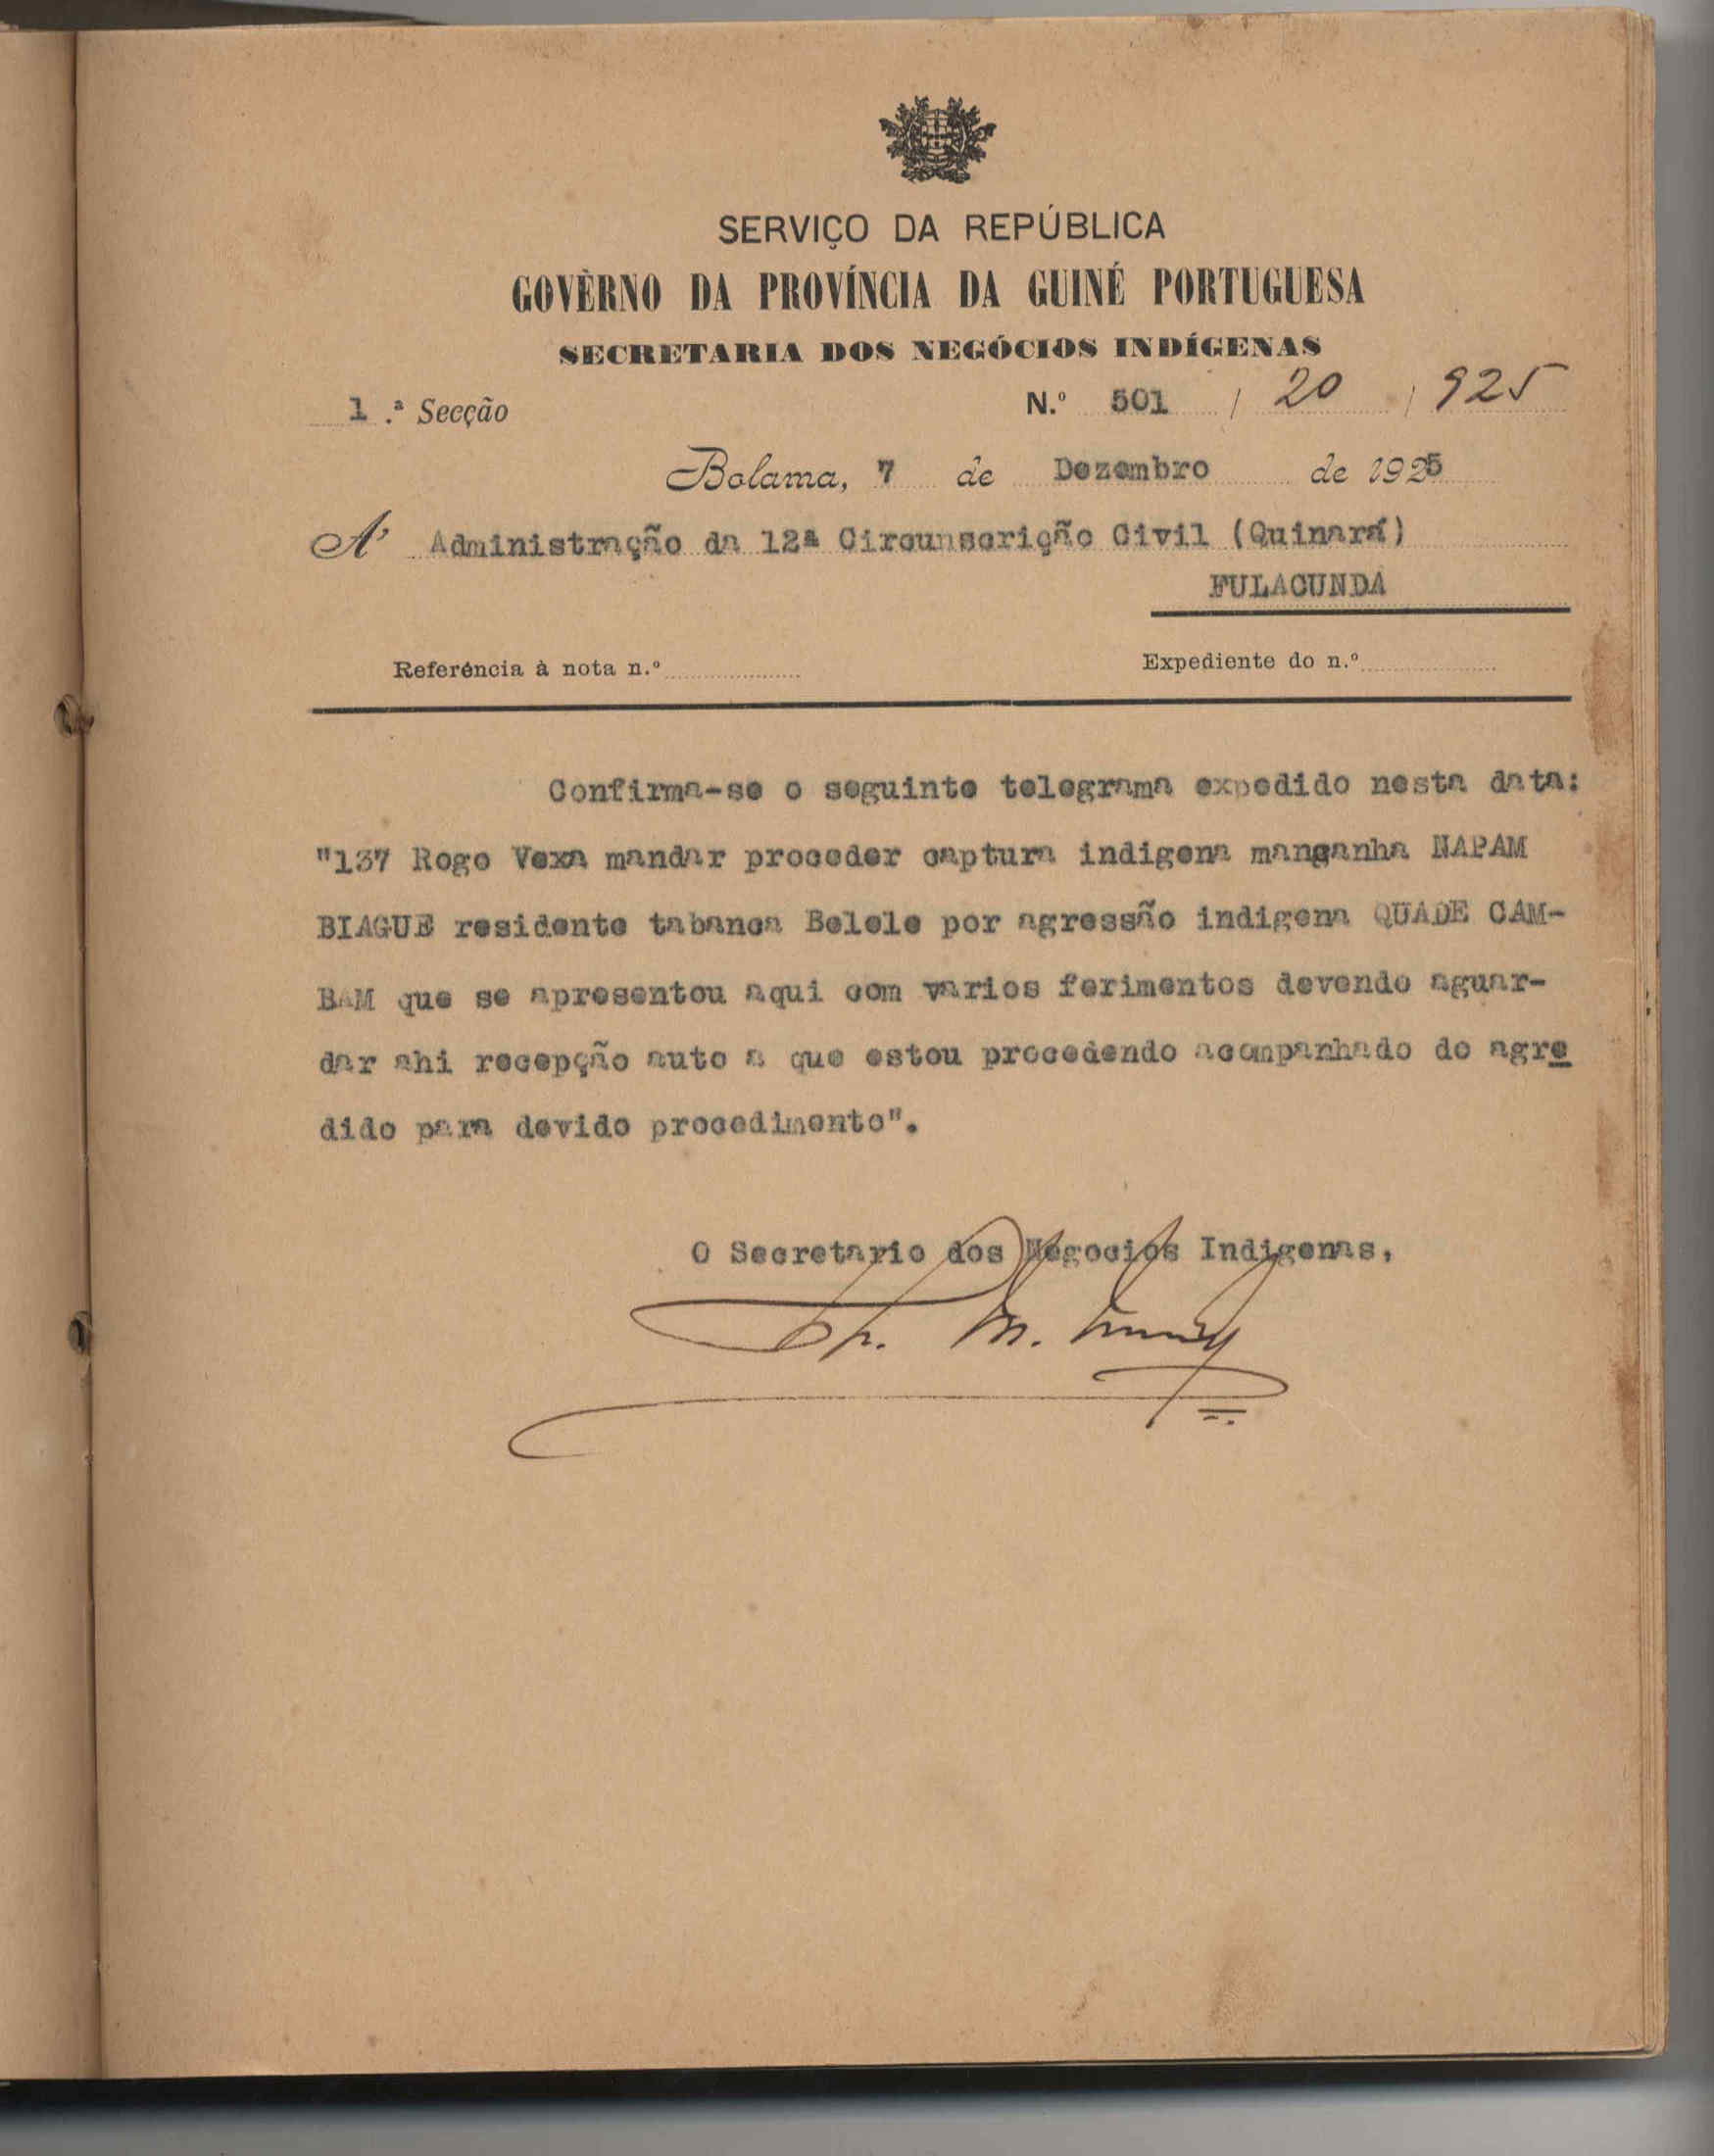 SERVIÇO DA REPÚBLICA
GOVÊRNO DA PROVÍNCIA DA GUINÉ PORTUGUESA
SECRETARIA DOS NEGÓCIOS INDÍGENAS
1.ª Secção N.º 501 / 20 / 925
Bolama, 7 de Dezembro de 1925
A' Administração da 12ª Circunscrição Civil (Quinará)
FULACUNDA
Referência à nota n.º Expediente do n.º
Confirma-se o seguinte telegrama expedido nesta data:
"137 Rogo Vexa mandar proceder captura indigena manganha NAPAM
BIAGUE residente tabanca Belele por agressão indigena QUADE CAM-
BAM que se apresentou aqui com varios ferimentos devendo aguar-
dar ahi recepção auto a que estou procedendo acompanhado do agre
dido para devido procedimento".
O Secretario dos Negocios Indigenas,